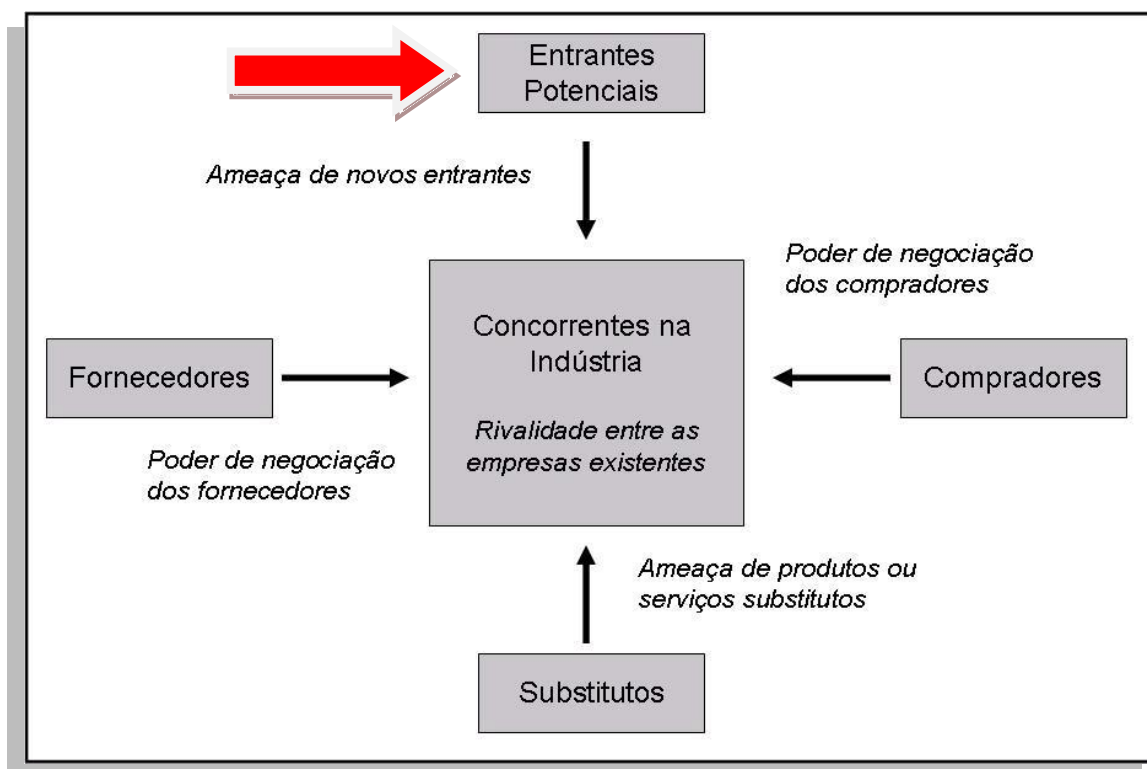 Entrantes
Potenciais
Ameaça de novos entrantes
Poder de negociação
dos compradores
Concorrentes na
Indústria
Rivalidade entre as
empresas existentes
Fornecedores
Compradores
Poder de negociação
dos fornecedores
Ameaça de produtos ou
serviços substitutos
Substitutos